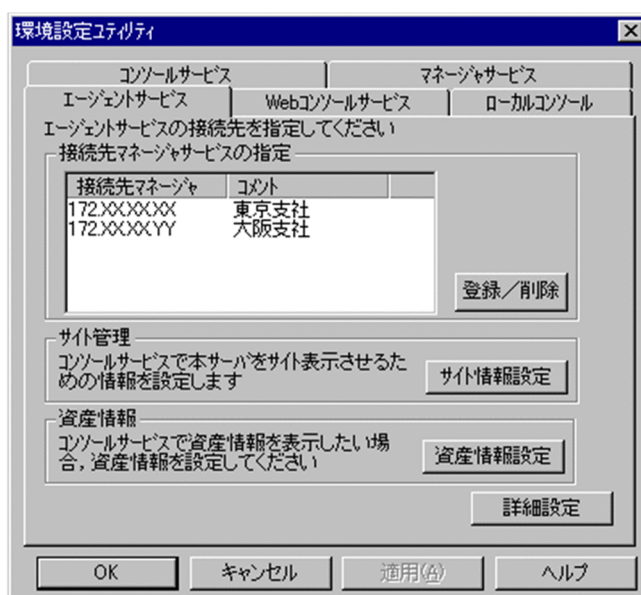 環境設定ユティリティ
コンソールサービス マネージャサービス
エージェントサービス Webコンソールサービス ローカルコンソール
エージェントサービスの接続先を指定してください
接続先マネージャサービスの指定
接続先マネージャ コメント
172.XX.XX.XX 東京支社
172.XX.XX.YY 大阪支社
登録／削除
サイト管理
コンソールサービスで本サーバをサイト表示させるた
めの情報を設定します
サイト情報設定
資産情報
コンソールサービスで資産情報を表示したい場
合，資産情報を設定してください
資産情報設定
詳細設定
OK キャンセル 適用(A) ヘルプ